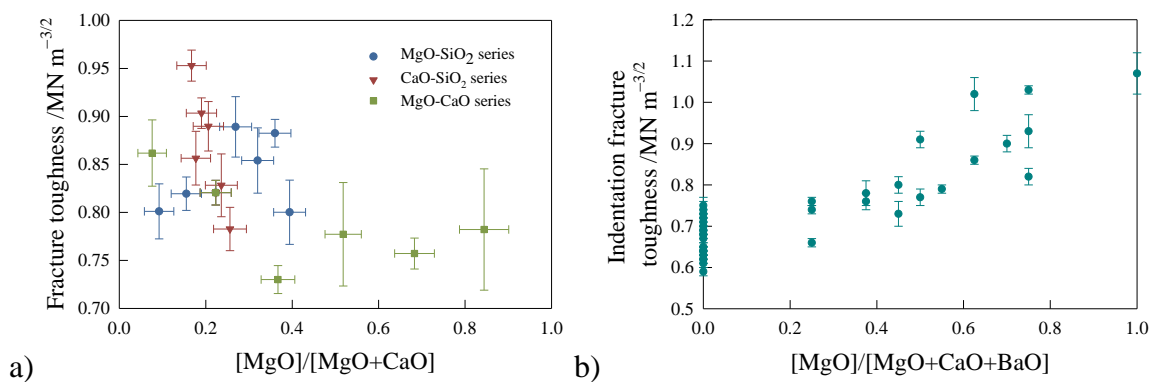 Fracture toughness /MN m⁻³/²
1.00
0.95
0.90
0.85
0.80
0.75
0.70
0.0 0.2 0.4 0.6 0.8 1.0
MgO-SiO2 series
CaO-SiO₂ series
MgO-CaO series
[MgO]/[MgO+CaO]
a)
Indentation fracture
toughness /MN m⁻³/²
1.2
1.1
1.0
0.9
0.8
0.7
0.6
0.5
0.0 0.2 0.4 0.6 0.8 1.0
[MgO]/[MgO+CaO+BaO]
b)